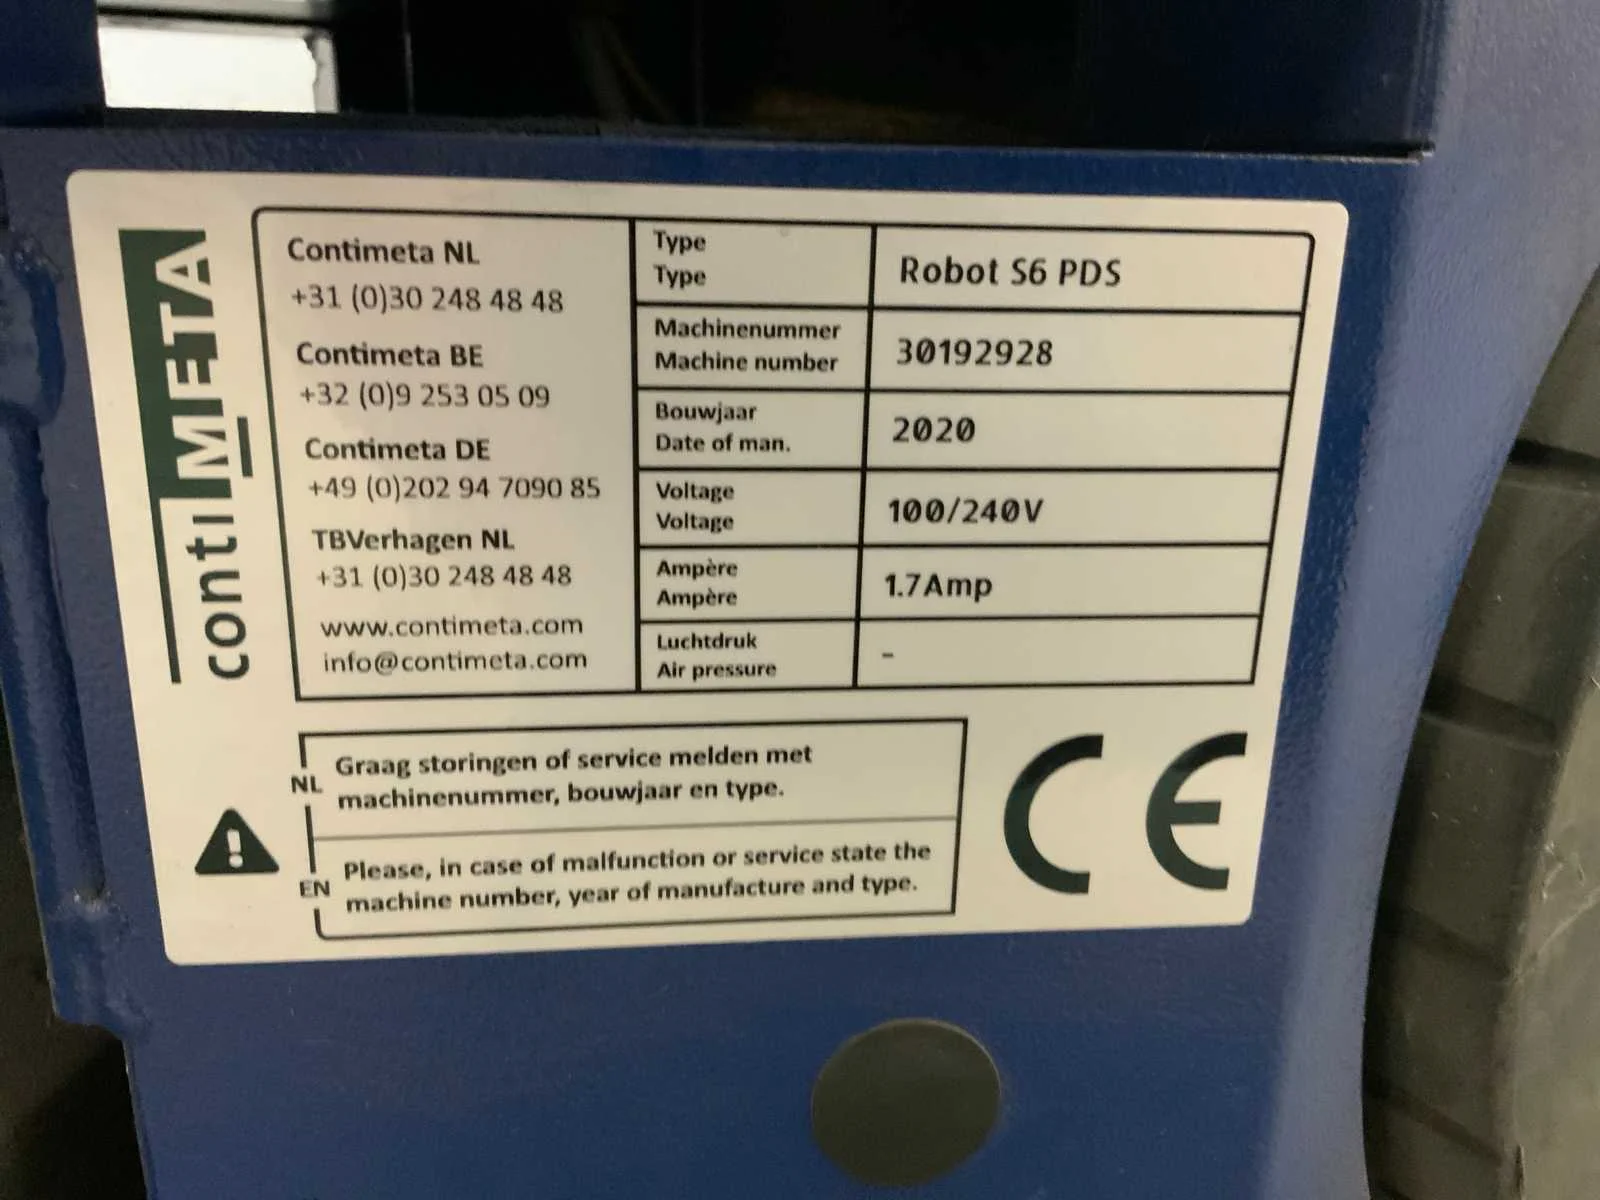 contiMETA
Contimeta NL
+31 (0)30 248 48 48
Contimeta BE
+32 (0)9 253 05 09
Contimeta DE
+49 (0)202 94 7090 85
TBVerhagen NL
+31 (0)30 248 48 48
www.contimeta.com
info@contimeta.com
Type
Type
Robot S6 PDS
Machinenummer
Machine number
30192928
Bouwjaar
Date of man.
2020
Voltage
Voltage
100/240V
Ampère
Ampère
1.7Amp
Luchtdruk
Air pressure
-
NL
Graag storingen of service melden met
machinenummer, bouwjaar en type.
EN
Please, in case of malfunction or service state the
machine number, year of manufacture and type.
CE